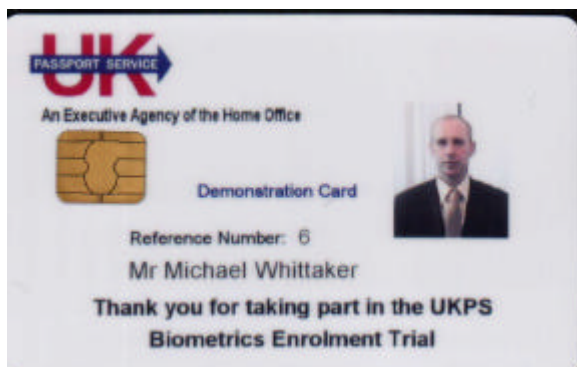 UK
PASSPORT SERVICE
An Executive Agency of the Home Office
Demonstration Card
Reference Number: 6
Mr Michael Whittaker
Thank you for taking part in the UKPS
Biometrics Enrolment Trial